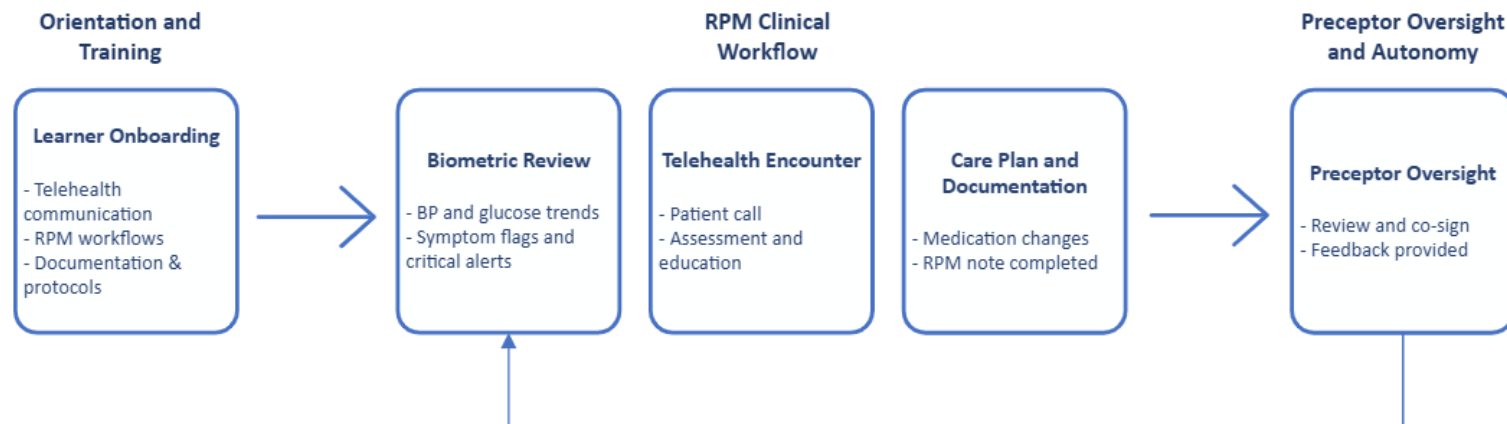 Orientation and
Training
RPM Clinical
Workflow
Preceptor Oversight
and Autonomy
Learner Onboarding
- Telehealth
communication
- RPM workflows
- Documentation &
protocols
Biometric Review
- BP and glucose trends
- Symptom flags and
critical alerts
Telehealth Encounter
- Patient call
- Assessment and
education
Care Plan and
Documentation
- Medication changes
- RPM note completed
Preceptor Oversight
- Review and co-sign
- Feedback provided